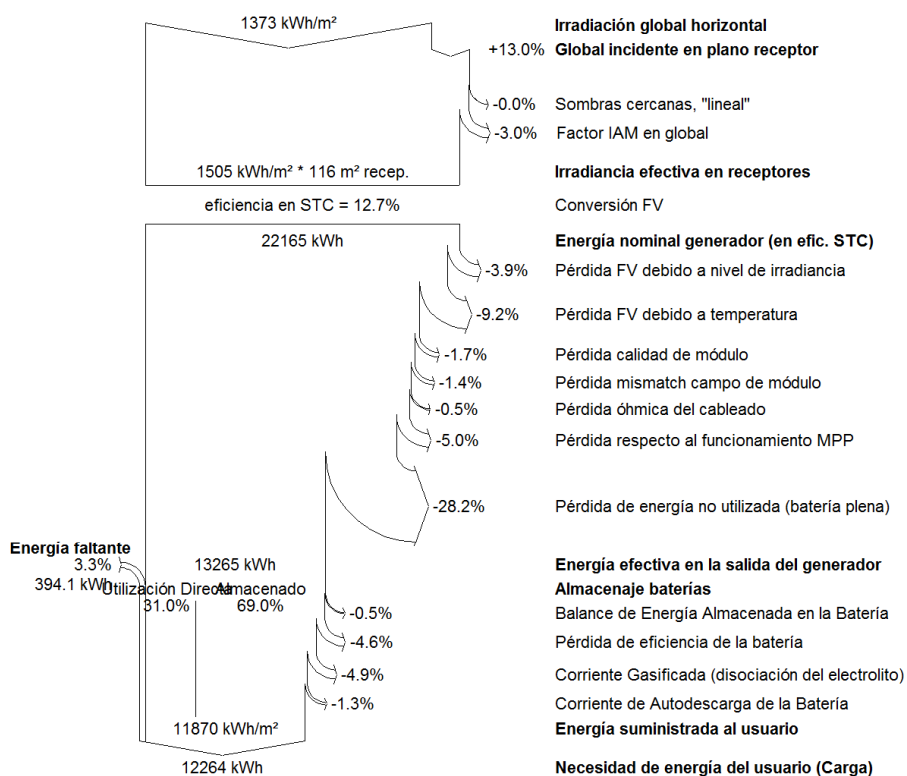 1373 kWh/m² Irradiación global horizontal
+13.0% Global incidente en plano receptor
-0.0% Sombras cercanas, "lineal"
-3.0% Factor IAM en global
1505 kWh/m² * 116 m² recep. Irradiancia efectiva en receptores
eficiencia en STC = 12.7% Conversión FV
22165 kWh Energía nominal generador (en efic. STC)
-3.9% Pérdida FV debido a nivel de irradiancia
-9.2% Pérdida FV debido a temperatura
-1.7% Pérdida calidad de módulo
-1.4% Pérdida mismatch campo de módulo
-0.5% Pérdida óhmica del cableado
-5.0% Pérdida respecto al funcionamiento MPP
-28.2% Pérdida de energía no utilizada (batería plena)
Energía faltante
3.3% 13265 kWh Energía efectiva en la salida del generador
394.1 kWh Utilización Directa Almacenado Almacenaje baterías
31.0% 69.0% -0.5% Balance de Energía Almacenada en la Batería
-4.6% Pérdida de eficiencia de la batería
-4.9% Corriente Gasificada (disociación del electrolito)
-1.3% Corriente de Autodescarga de la Batería
11870 kWh/m² Energía suministrada al usuario
12264 kWh Necesidad de energía del usuario (Carga)